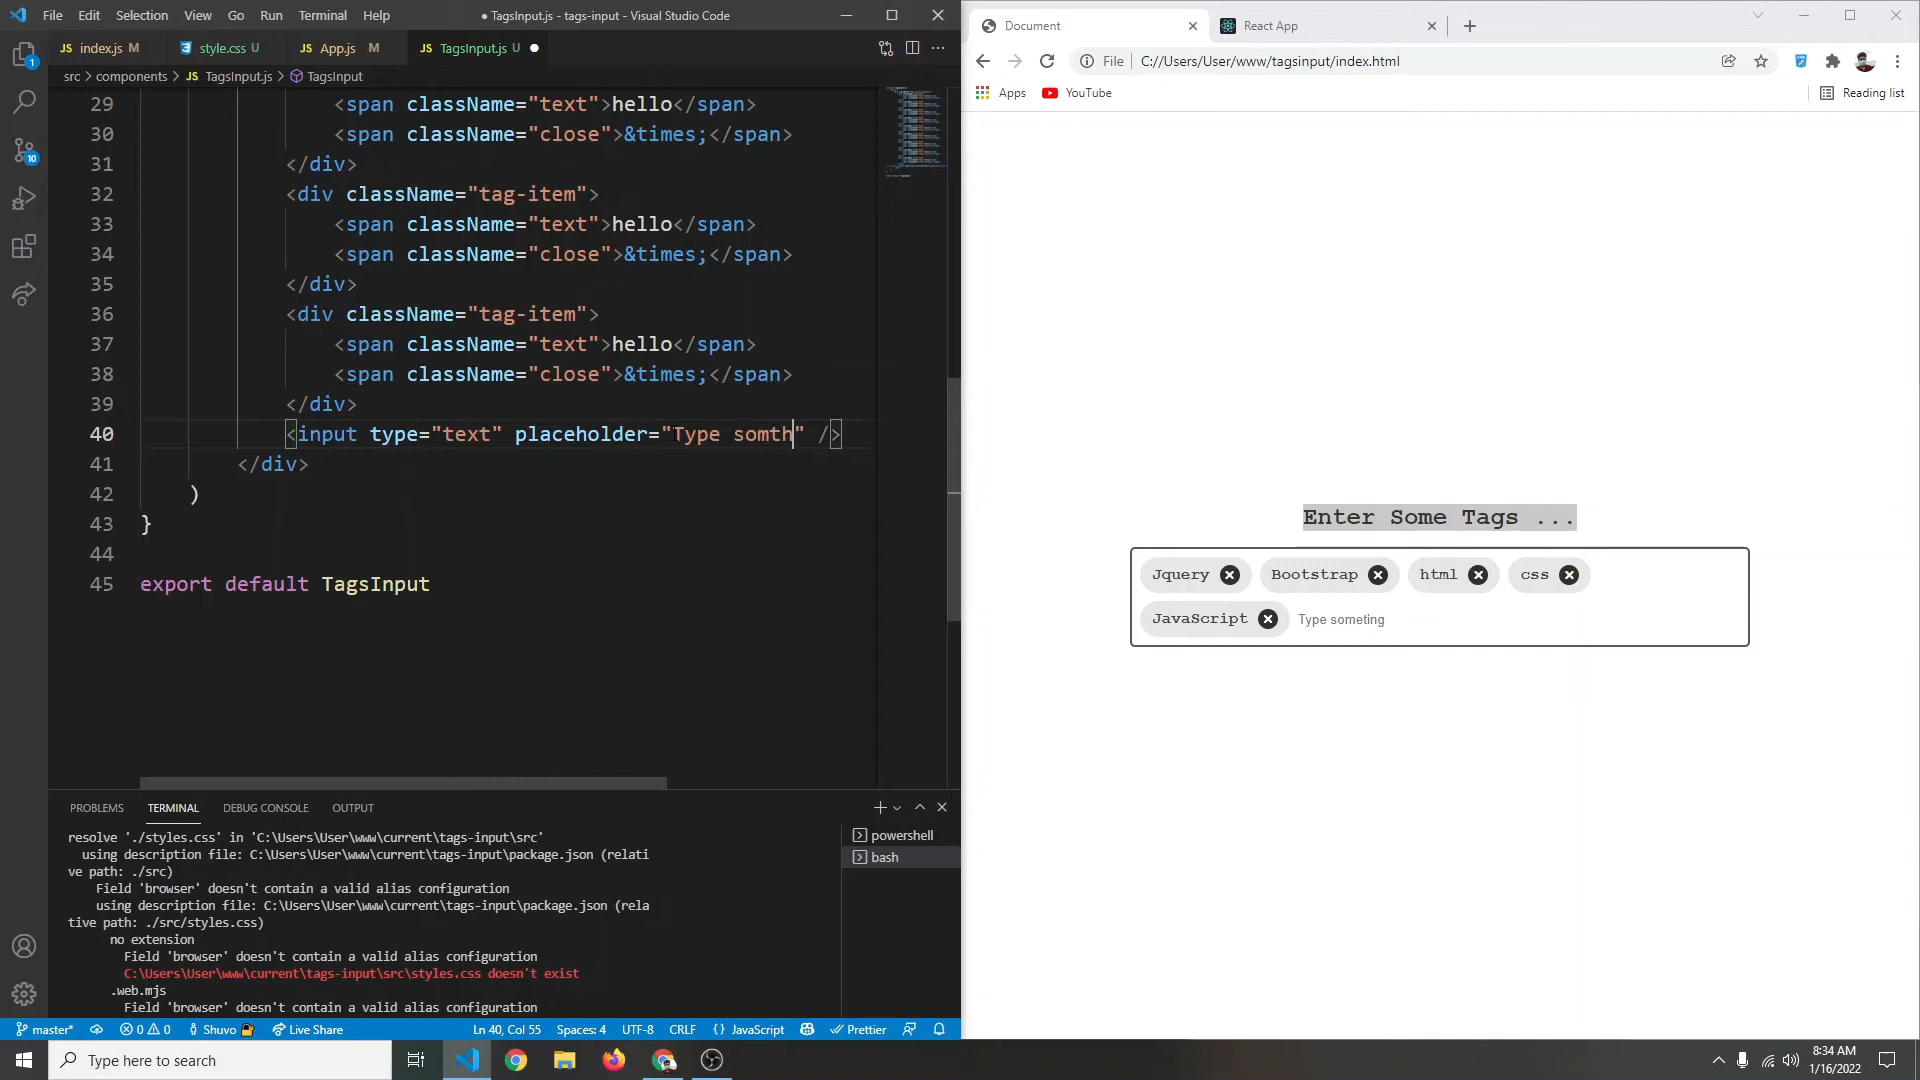 File Edit Selection View Go Run Terminal Help
● TagsInput.js - tags-input - Visual Studio Code
JS index.js M
style.css U
JS App.js M
JS TagsInput.js U
src > components > JS TagsInput.js > TagsInput
29 <span className="text">hello</span>
30 <span className="close">&times;</span>
31 </div>
32 <div className="tag-item">
33 <span className="text">hello</span>
34 <span className="close">&times;</span>
35 </div>
36 <div className="tag-item">
37 <span className="text">hello</span>
38 <span className="close">&times;</span>
39 </div>
40 <input type="text" placeholder="Type somth" />
41 </div>
42 )
43 }
44
45 export default TagsInput
1
10
PROBLEMS TERMINAL DEBUG CONSOLE OUTPUT
resolve './styles.css' in 'C:\Users\User\www\current\tags-input\src'
using description file: C:\Users\User\www\current\tags-input\package.json (relati
ve path: ./src)
Field 'browser' doesn't contain a valid alias configuration
using description file: C:\Users\User\www\current\tags-input\package.json (rela
tive path: ./src/styles.css)
no extension
Field 'browser' doesn't contain a valid alias configuration
C:\Users\User\www\current\tags-input\src\styles.css doesn't exist
.web.mjs
Field 'browser' doesn't contain a valid alias configuration
powershell
bash
master* 0 0 Shuvo Live Share Ln 40, Col 55 Spaces: 4 UTF-8 CRLF {} JavaScript Prettier
Document
React App
File C://Users/User/www/tagsinput/index.html
Apps YouTube Reading list
Enter Some Tags ...
Jquery Bootstrap html css
JavaScript Type someting
Type here to search
8:34 AM
1/16/2022